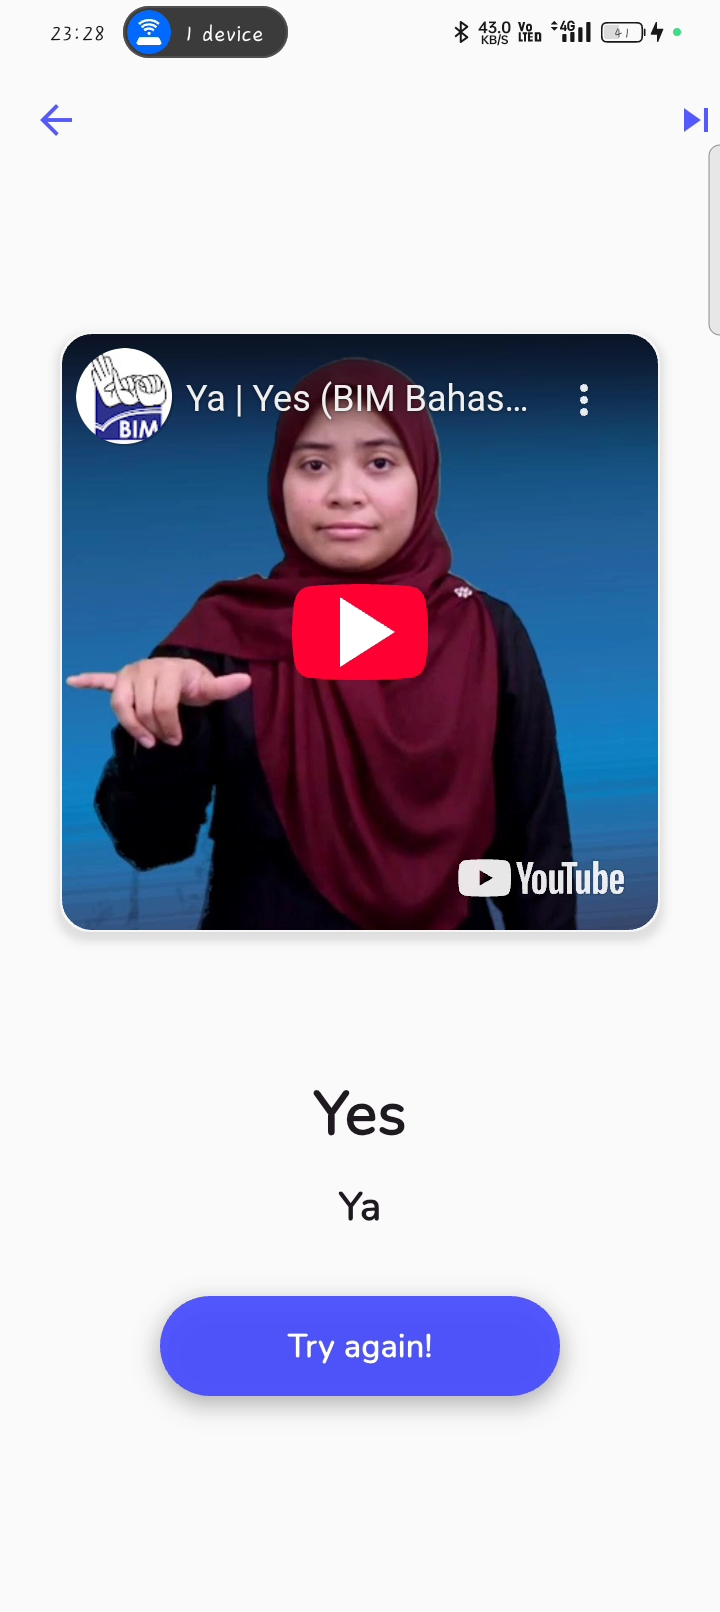 23:28
1 device
43.0
KB/S
Vo
LTED
4G
41
Ya | Yes (BIM Bahas...
BIM
YouTube
Yes
Ya
Try again!